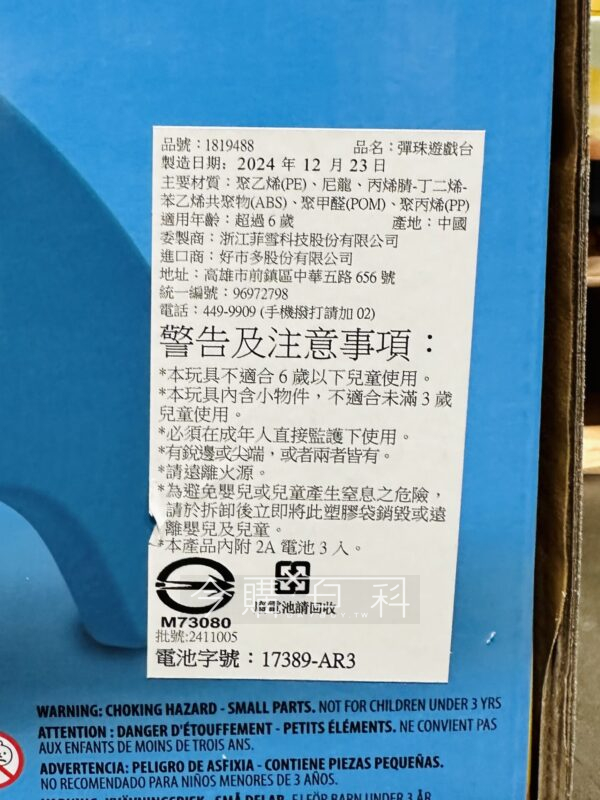 品號：1819488 品名：彈珠遊戲台
製造日期：2024 年 12 月 23 日
主要材質：聚乙烯(PE)、尼龍、丙烯腈-丁二烯-
苯乙烯共聚物(ABS)、聚甲醛(POM)、聚丙烯(PP)
適用年齡：超過 6 歲 產地：中國
委製商：浙江菲雪科技股份有限公司
進口商：好市多股份有限公司
地址：高雄市前鎮區中華五路 656 號
統一編號：96972798
電話：449-9909 (手機撥打請加 02)
警告及注意事項：
*本玩具不適合 6 歲以下兒童使用。
*本玩具內含小物件，不適合未滿 3 歲
兒童使用。
*必須在成年人直接監護下使用。
*有銳邊或尖端，或者兩者皆有。
*請遠離火源。
*為避免嬰兒或兒童產生窒息之危險，
請於拆卸後立即將此塑膠袋銷毀或遠
離嬰兒及兒童。
*本產品內附 2A 電池 3 入。
今購百科
廢電池請回收
M73080
批號:2411005
電池字號：17389-AR3
WARNING: CHOKING HAZARD - SMALL PARTS. NOT FOR CHILDREN UNDER 3 YRS
ATTENTION : DANGER D'ÉTOUFFEMENT - PETITS ÉLÉMENTS. NE CONVIENT PAS
AUX ENFANTS DE MOINS DE TROIS ANS.
ADVERTENCIA: PELIGRO DE ASFIXIA - CONTIENE PIEZAS PEQUEÑAS.
NO RECOMENDADO PARA NIÑOS MENORES DE 3 AÑOS.